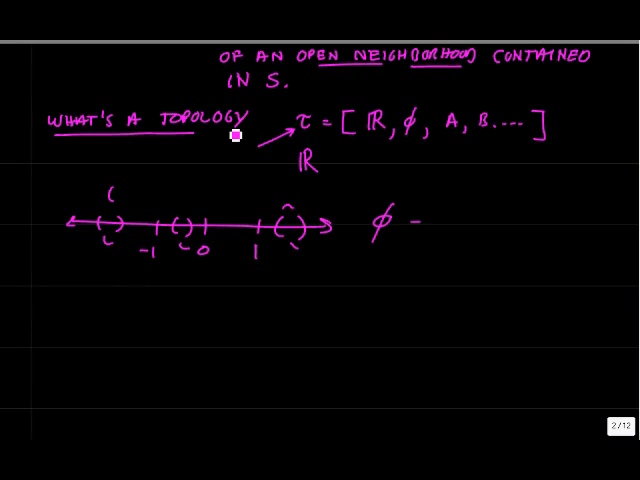 OF AN OPEN NEIGHBORHOOD CONTAINED
IN S.
WHAT'S A TOPOLOGY τ = [ ℝ, ϕ, A, B.... ]
ℝ
ϕ -
-1 0 1
2/12